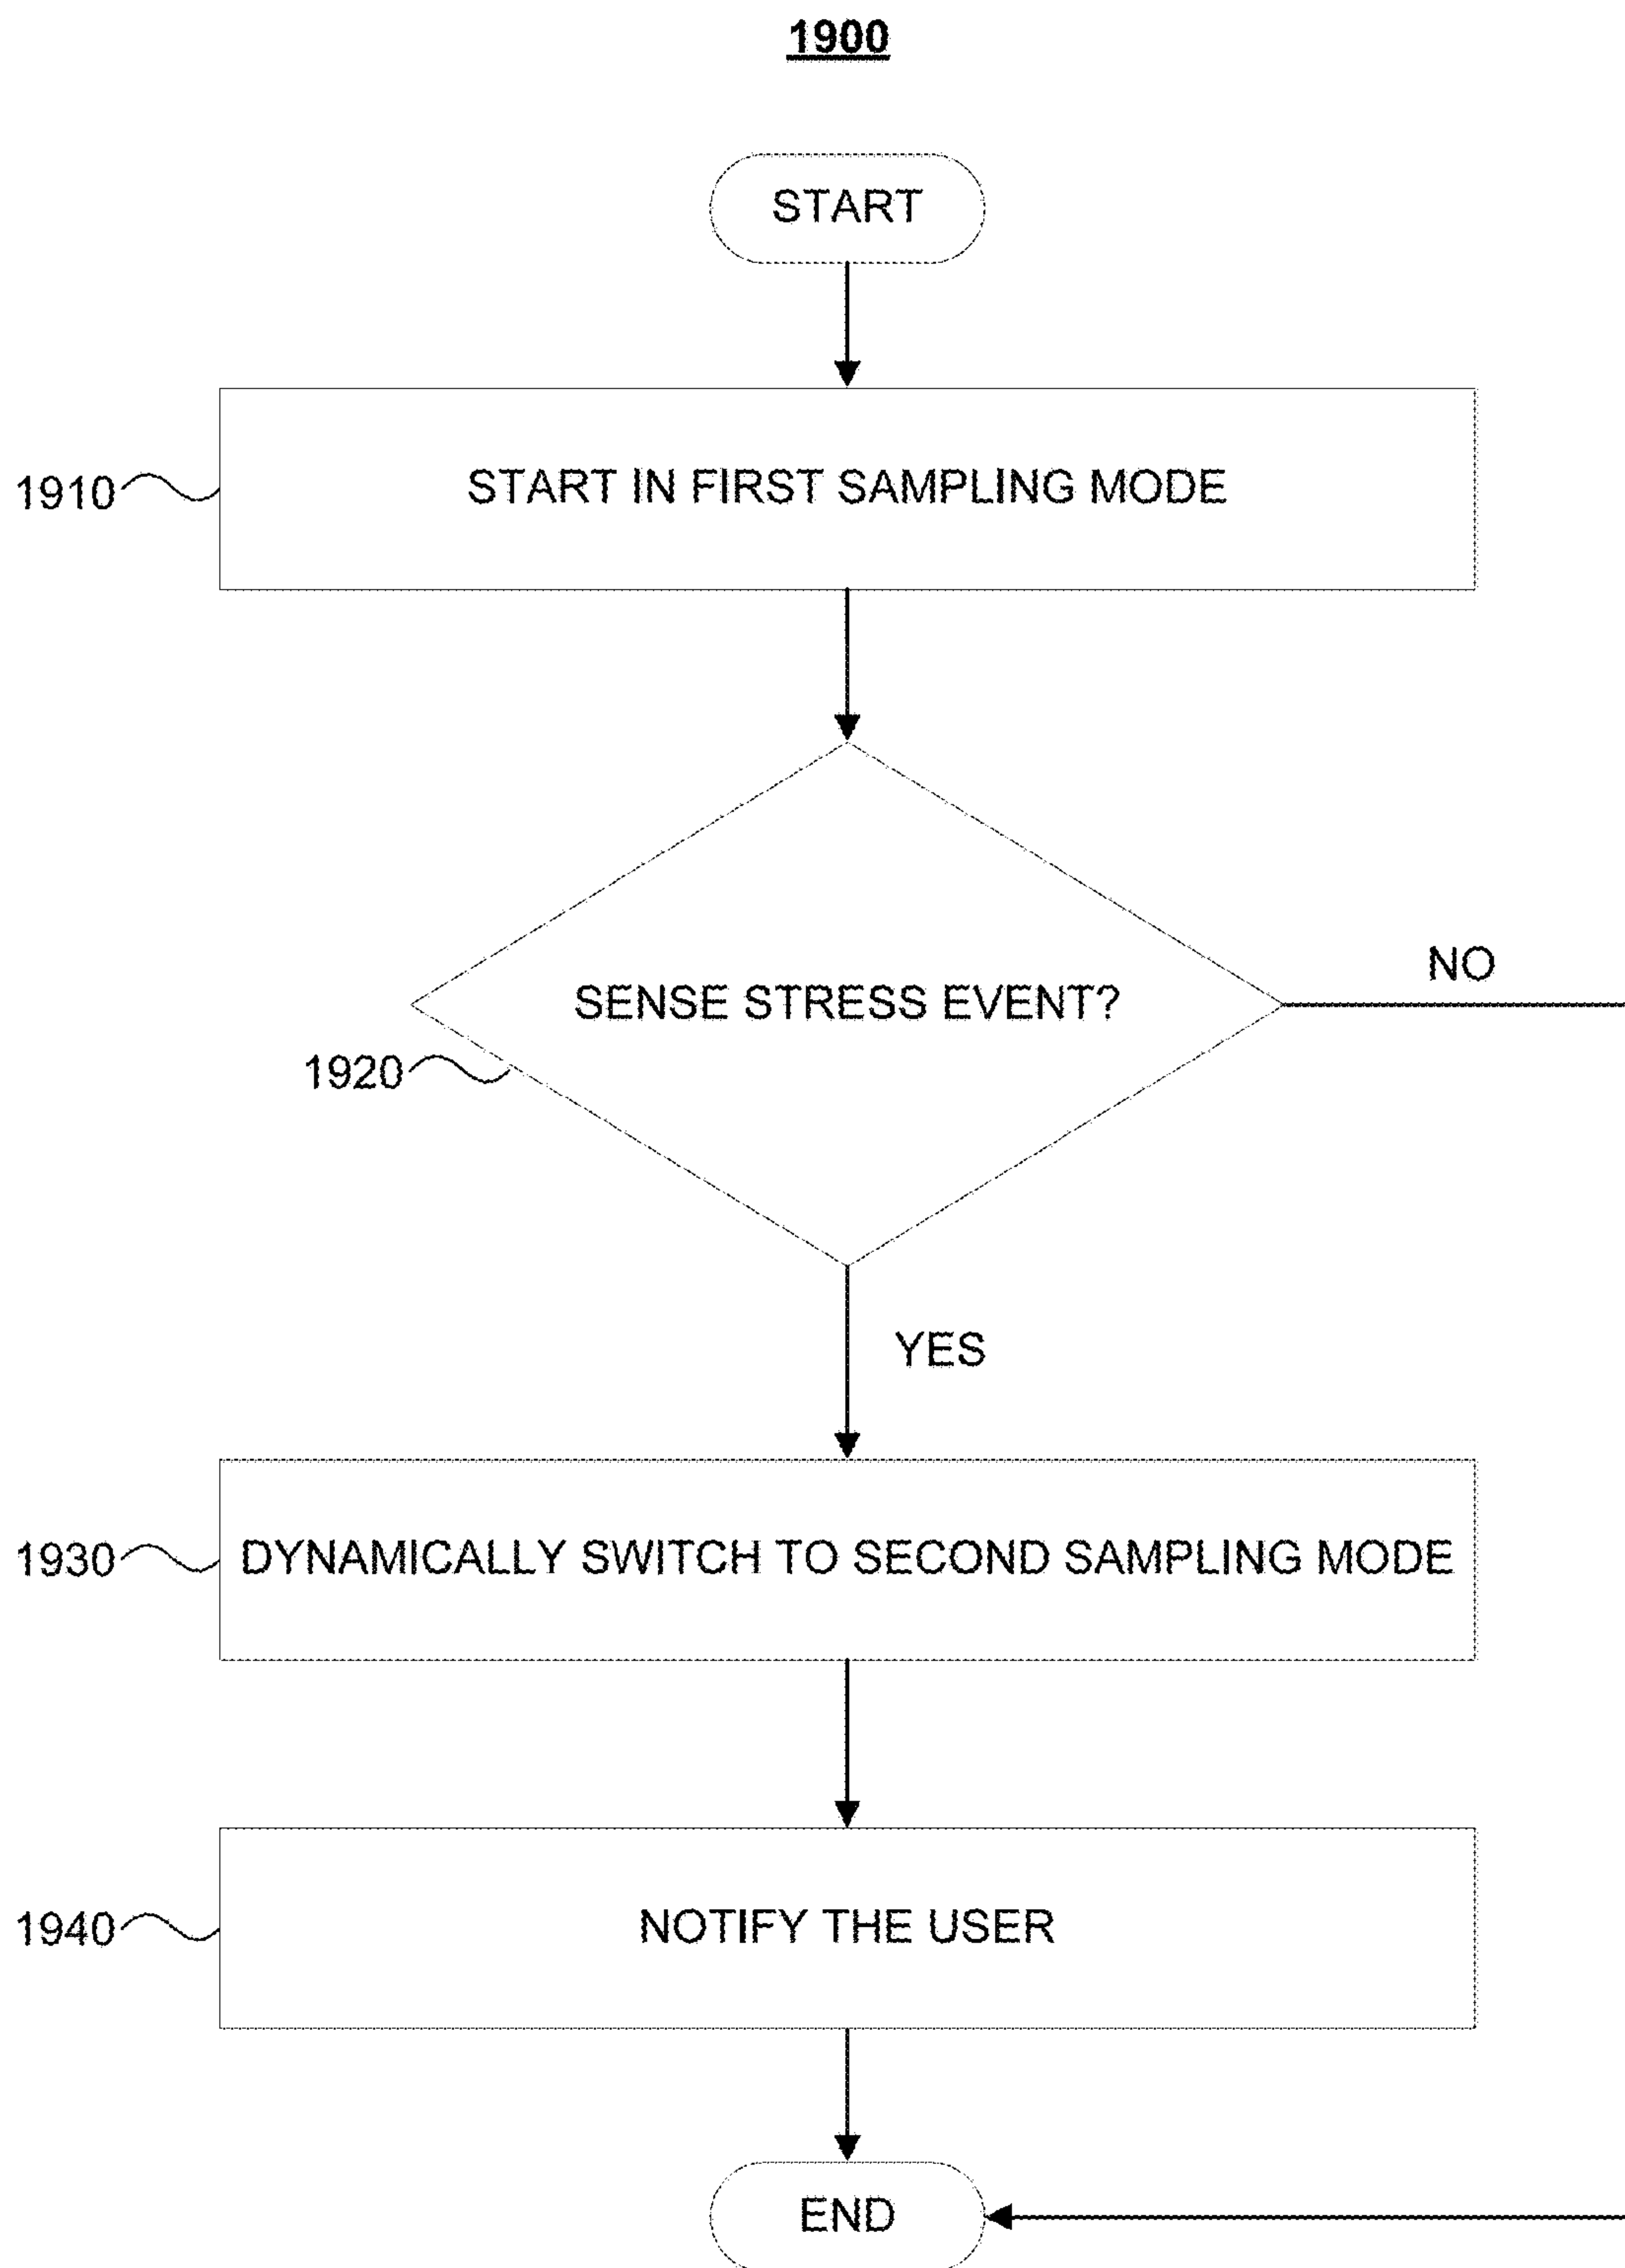 1900
START
1910
START IN FIRST SAMPLING MODE
SENSE STRESS EVENT?
NO
1920
YES
1930
DYNAMICALLY SWITCH TO SECOND SAMPLING MODE
1940
NOTIFY THE USER
END